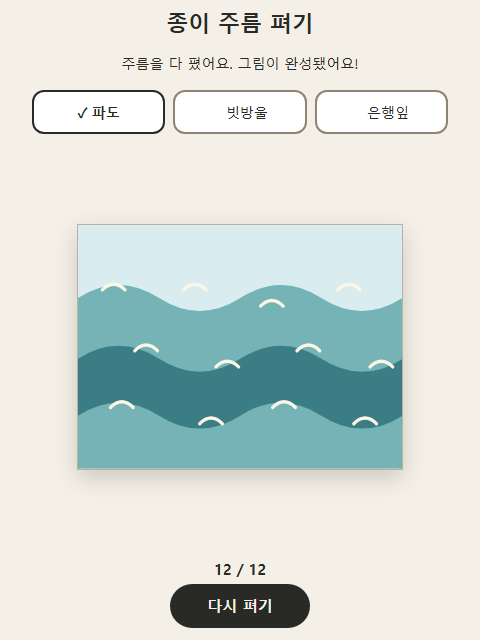 종이 주름 펴기
주름을 다 폈어요. 그림이 완성됐어요!
✓ 파도
빗방울
은행잎
12 / 12
다시 펴기